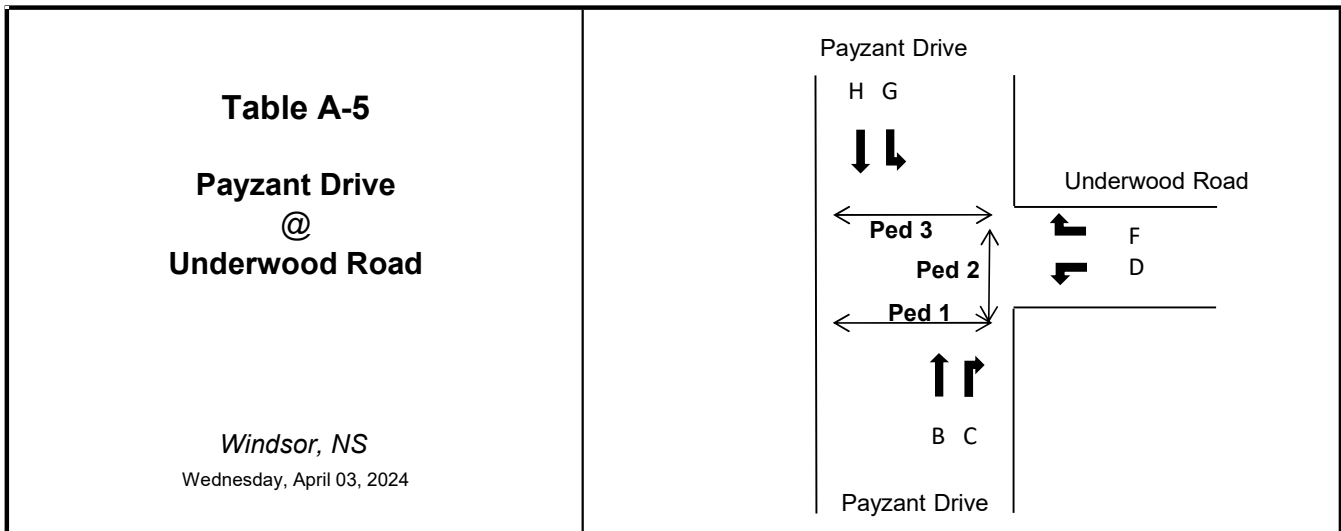 Table A-5
Payzant Drive
@
Underwood Road
Windsor, NS
Wednesday, April 03, 2024
Payzant Drive
H G
Underwood Road
Ped 3
F
Ped 2
D
Ped 1
B C
Payzant Drive